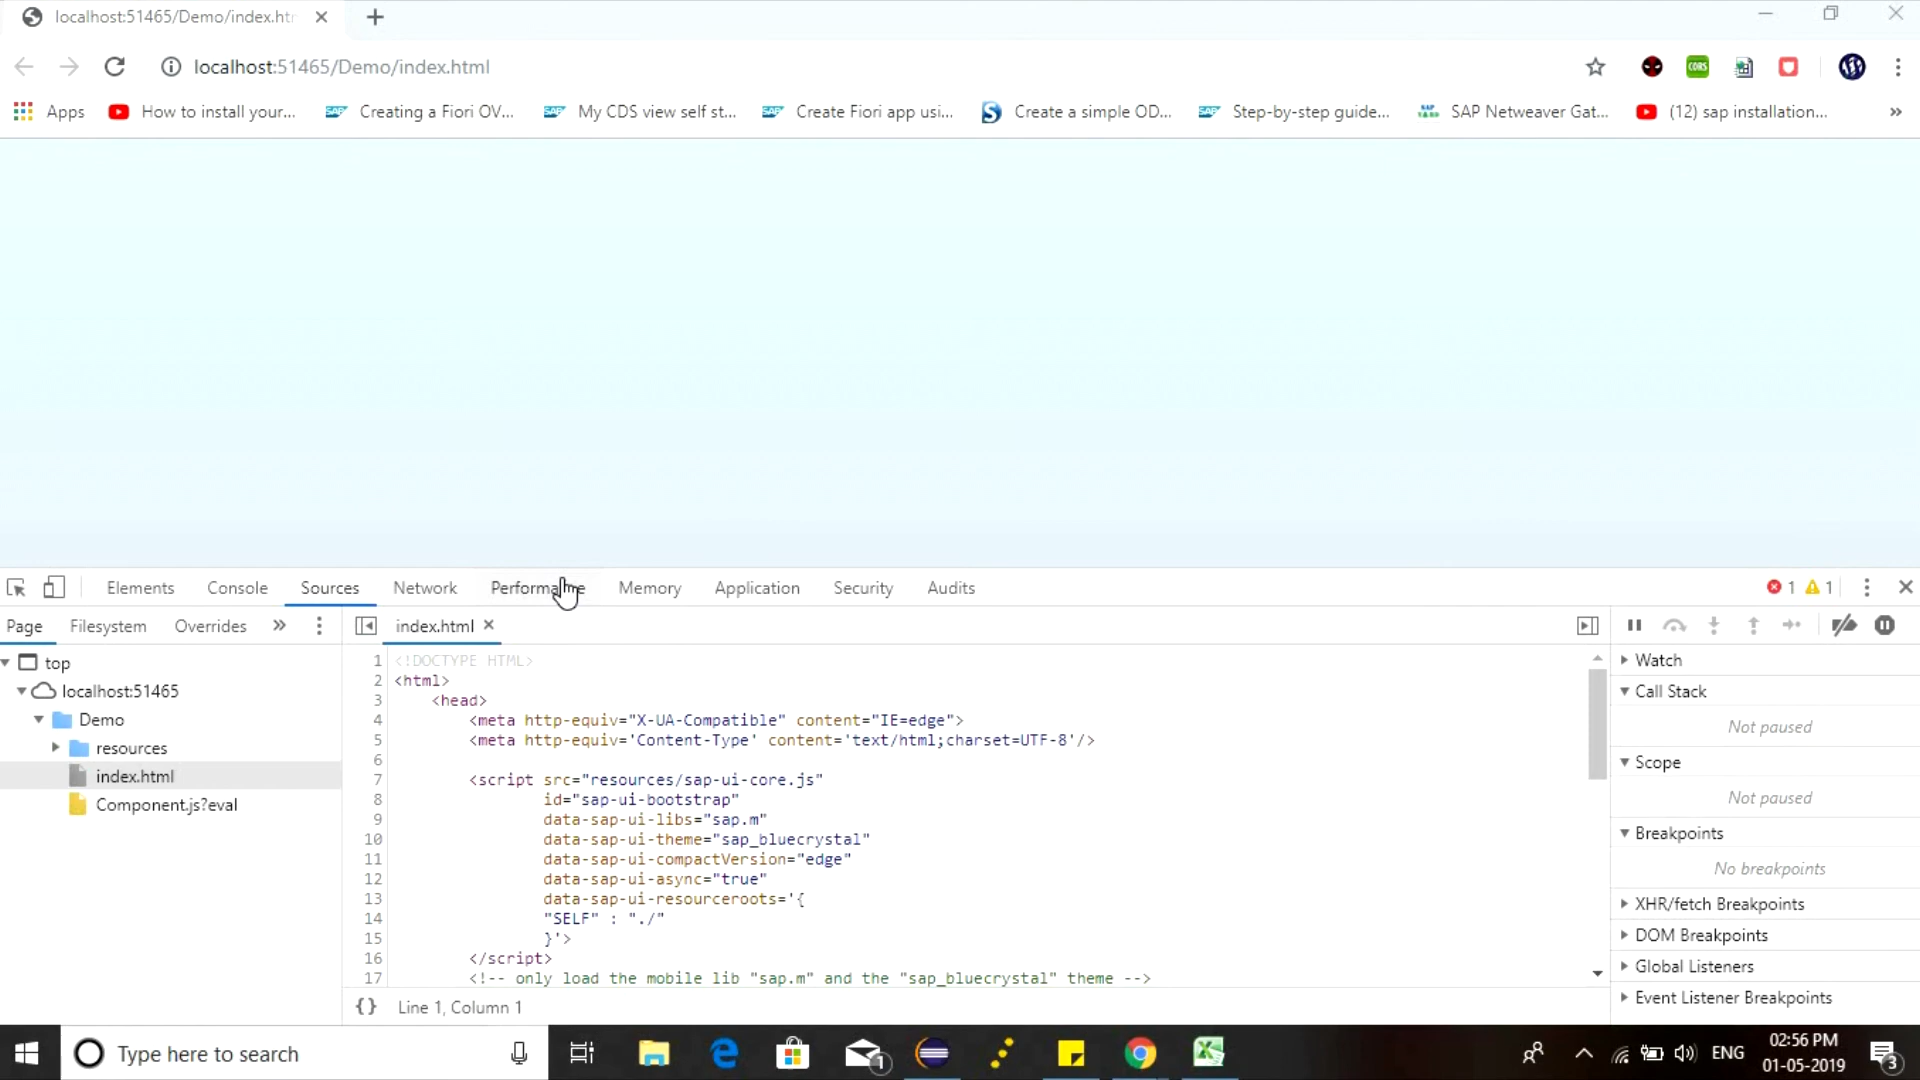 localhost:51465/Demo/index.htm
localhost:51465/Demo/index.html
CORS
Apps
How to install your...
Creating a Fiori OV...
My CDS view self st...
Create Fiori app usi...
Create a simple OD...
Step-by-step guide...
SAP Netweaver Gat...
(12) sap installation...
Elements Console Sources Network Performance Memory Application Security Audits 1 1
Page Filesystem Overrides index.html
top
localhost:51465
Demo
resources
index.html
Component.js?eval
1 <!DOCTYPE HTML>
2 <html>
3 <head>
4 <meta http-equiv="X-UA-Compatible" content="IE=edge">
5 <meta http-equiv='Content-Type' content='text/html;charset=UTF-8'/>
6
7 <script src="resources/sap-ui-core.js"
8 id="sap-ui-bootstrap"
9 data-sap-ui-libs="sap.m"
10 data-sap-ui-theme="sap_bluecrystal"
11 data-sap-ui-compactVersion="edge"
12 data-sap-ui-async="true"
13 data-sap-ui-resourceroots='{
14 "SELF" : "./"
15 }'>
16 </script>
17 <!-- only load the mobile lib "sap.m" and the "sap_bluecrystal" theme -->
{} Line 1, Column 1
Watch
Call Stack
Not paused
Scope
Not paused
Breakpoints
No breakpoints
XHR/fetch Breakpoints
DOM Breakpoints
Global Listeners
Event Listener Breakpoints
Type here to search
1
ENG
02:56 PM
01-05-2019
3